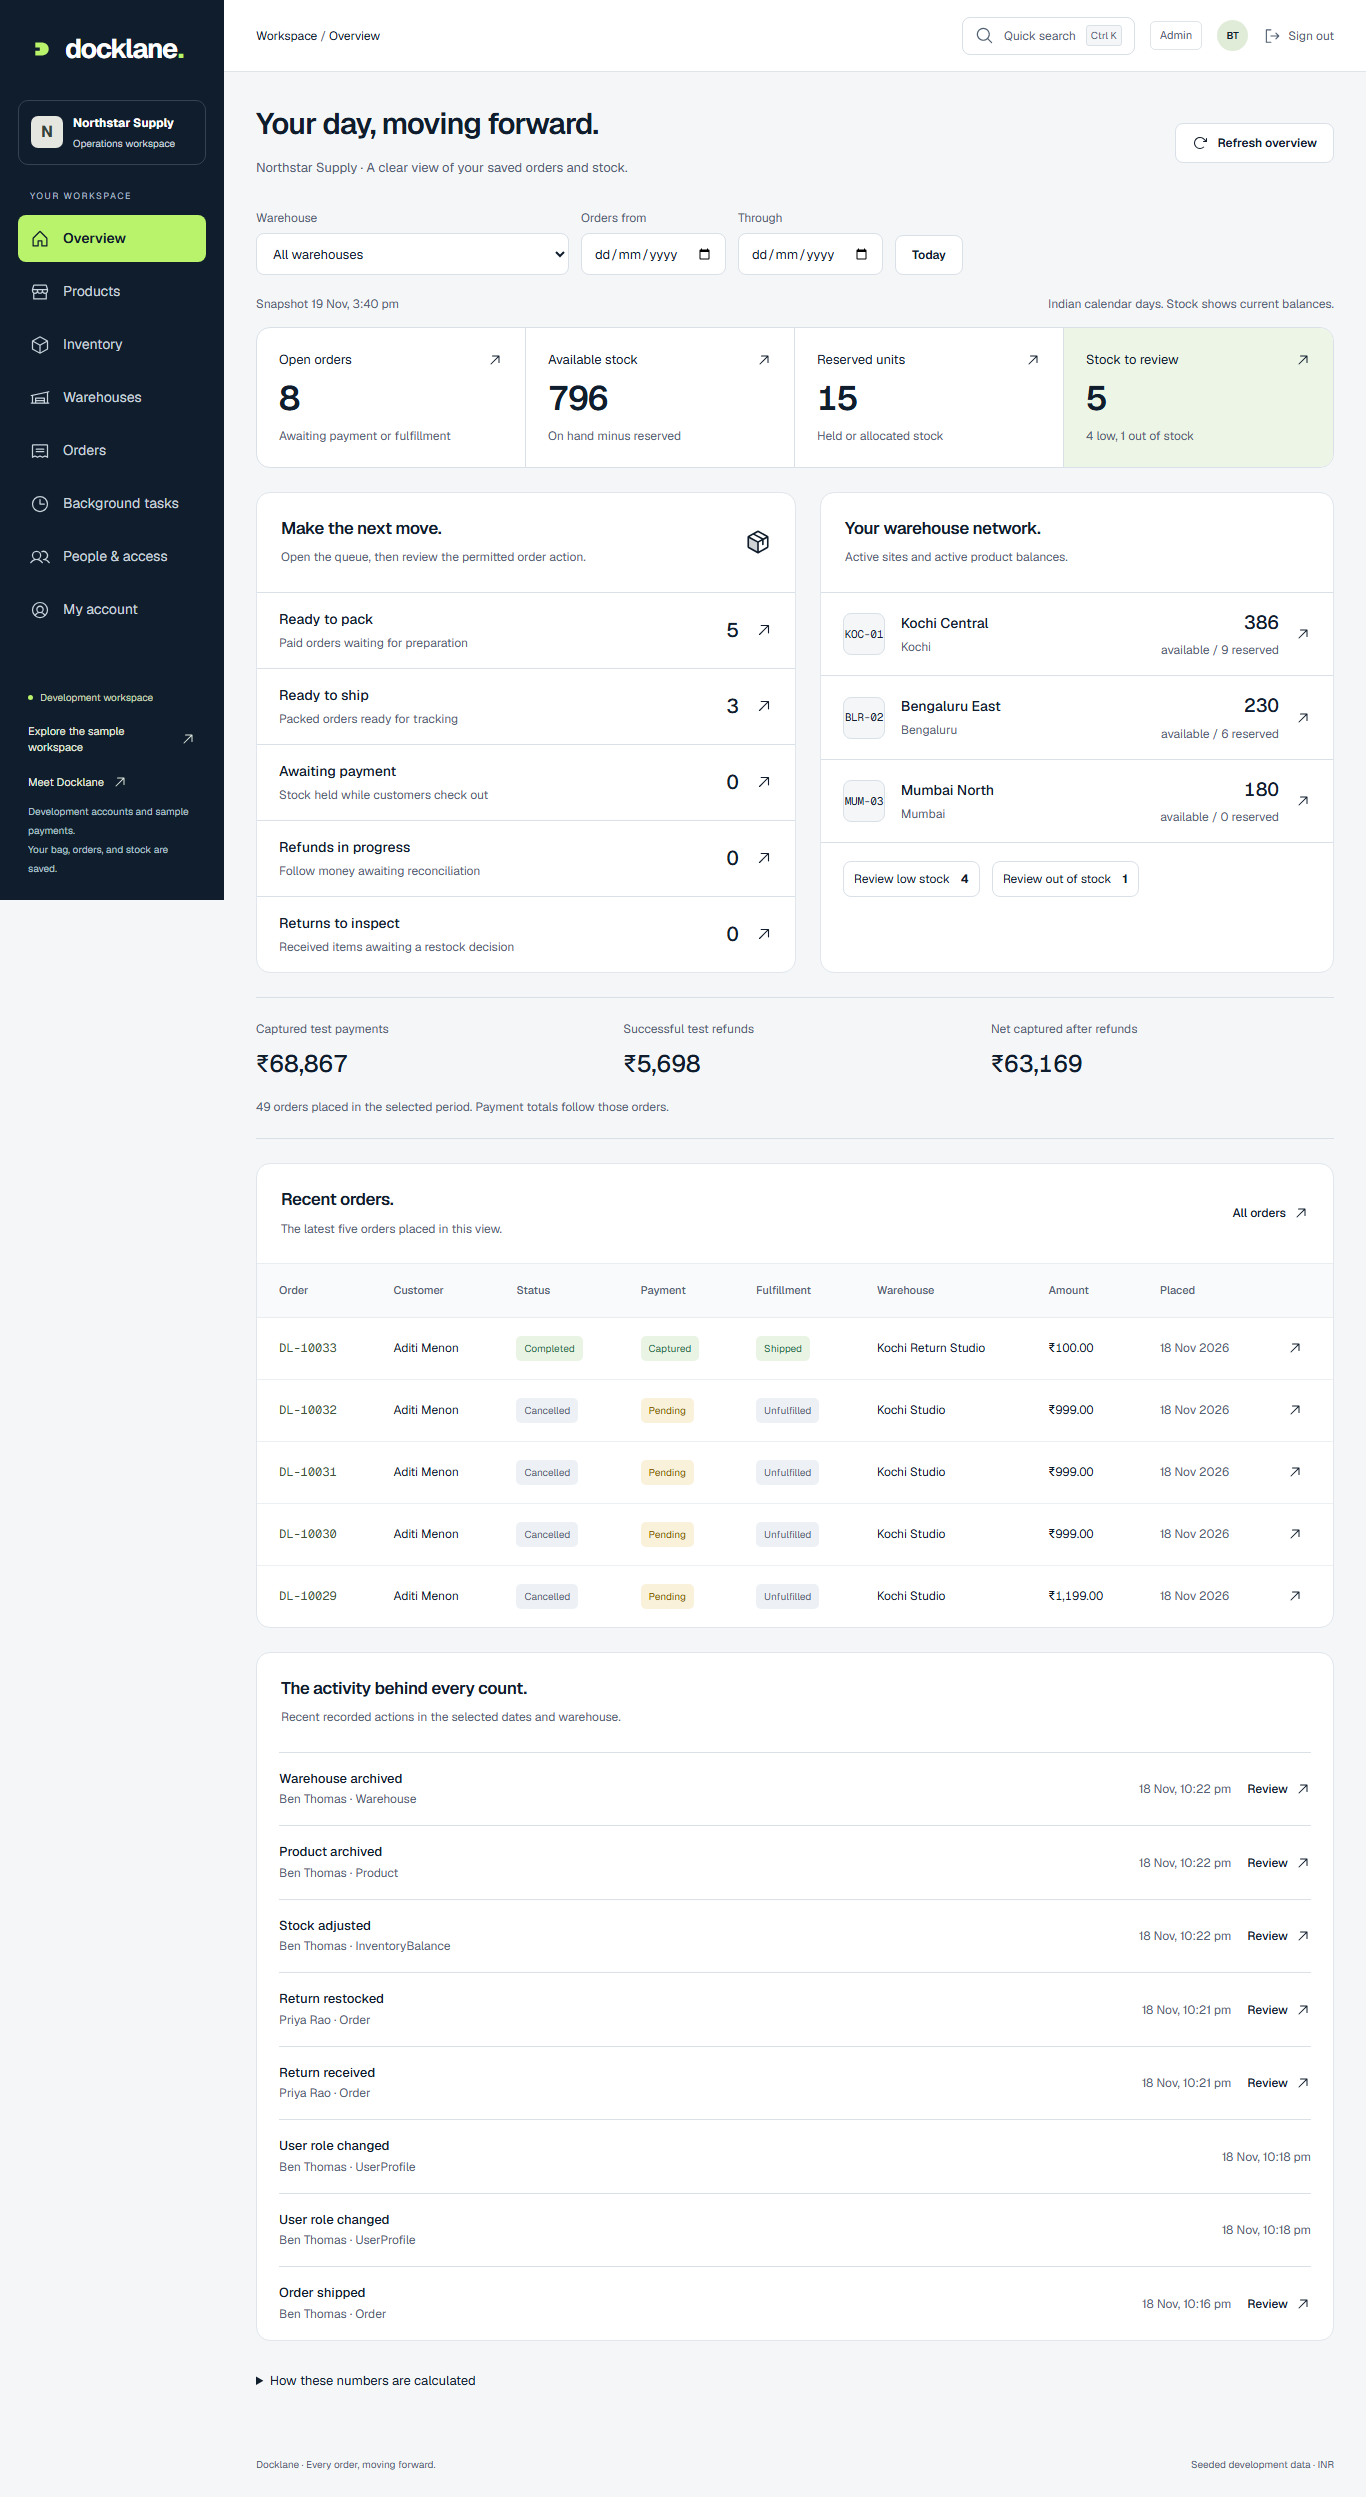 docklane.
N
Northstar Supply
Operations workspace
YOUR WORKSPACE
Overview
Products
Inventory
Warehouses
Orders
Background tasks
People & access
My account
Development workspace
Explore the sample
workspace
Meet Docklane
Development accounts and sample
payments.
Your bag, orders, and stock are
saved.
Workspace / Overview
Quick search Ctrl K
Admin
BT
Sign out
Your day, moving forward.
Northstar Supply · A clear view of your saved orders and stock.
Refresh overview
Warehouse Orders from Through
All warehouses dd/mm/yyyy dd/mm/yyyy Today
Snapshot 19 Nov, 3:40 pm Indian calendar days. Stock shows current balances.
Open orders
8
Awaiting payment or fulfillment
Available stock
796
On hand minus reserved
Reserved units
15
Held or allocated stock
Stock to review
5
4 low, 1 out of stock
Make the next move.
Open the queue, then review the permitted order action.
Ready to pack
Paid orders waiting for preparation
5
Ready to ship
Packed orders ready for tracking
3
Awaiting payment
Stock held while customers check out
0
Refunds in progress
Follow money awaiting reconciliation
0
Returns to inspect
Received items awaiting a restock decision
0
Your warehouse network.
Active sites and active product balances.
KOC-01
Kochi Central
Kochi
386
available / 9 reserved
BLR-02
Bengaluru East
Bengaluru
230
available / 6 reserved
MUM-03
Mumbai North
Mumbai
180
available / 0 reserved
Review low stock 4
Review out of stock 1
Captured test payments
₹68,867
Successful test refunds
₹5,698
Net captured after refunds
₹63,169
49 orders placed in the selected period. Payment totals follow those orders.
Recent orders.
The latest five orders placed in this view.
All orders
Order Customer Status Payment Fulfillment Warehouse Amount Placed
DL-10033 Aditi Menon Completed Captured Shipped Kochi Return Studio ₹100.00 18 Nov 2026
DL-10032 Aditi Menon Cancelled Pending Unfulfilled Kochi Studio ₹999.00 18 Nov 2026
DL-10031 Aditi Menon Cancelled Pending Unfulfilled Kochi Studio ₹999.00 18 Nov 2026
DL-10030 Aditi Menon Cancelled Pending Unfulfilled Kochi Studio ₹999.00 18 Nov 2026
DL-10029 Aditi Menon Cancelled Pending Unfulfilled Kochi Studio ₹1,199.00 18 Nov 2026
The activity behind every count.
Recent recorded actions in the selected dates and warehouse.
Warehouse archived
Ben Thomas · Warehouse
18 Nov, 10:22 pm Review
Product archived
Ben Thomas · Product
18 Nov, 10:22 pm Review
Stock adjusted
Ben Thomas · InventoryBalance
18 Nov, 10:22 pm Review
Return restocked
Priya Rao · Order
18 Nov, 10:21 pm Review
Return received
Priya Rao · Order
18 Nov, 10:21 pm Review
User role changed
Ben Thomas · UserProfile
18 Nov, 10:18 pm
User role changed
Ben Thomas · UserProfile
18 Nov, 10:18 pm
Order shipped
Ben Thomas · Order
18 Nov, 10:16 pm Review
How these numbers are calculated
Docklane · Every order, moving forward.
Seeded development data · INR